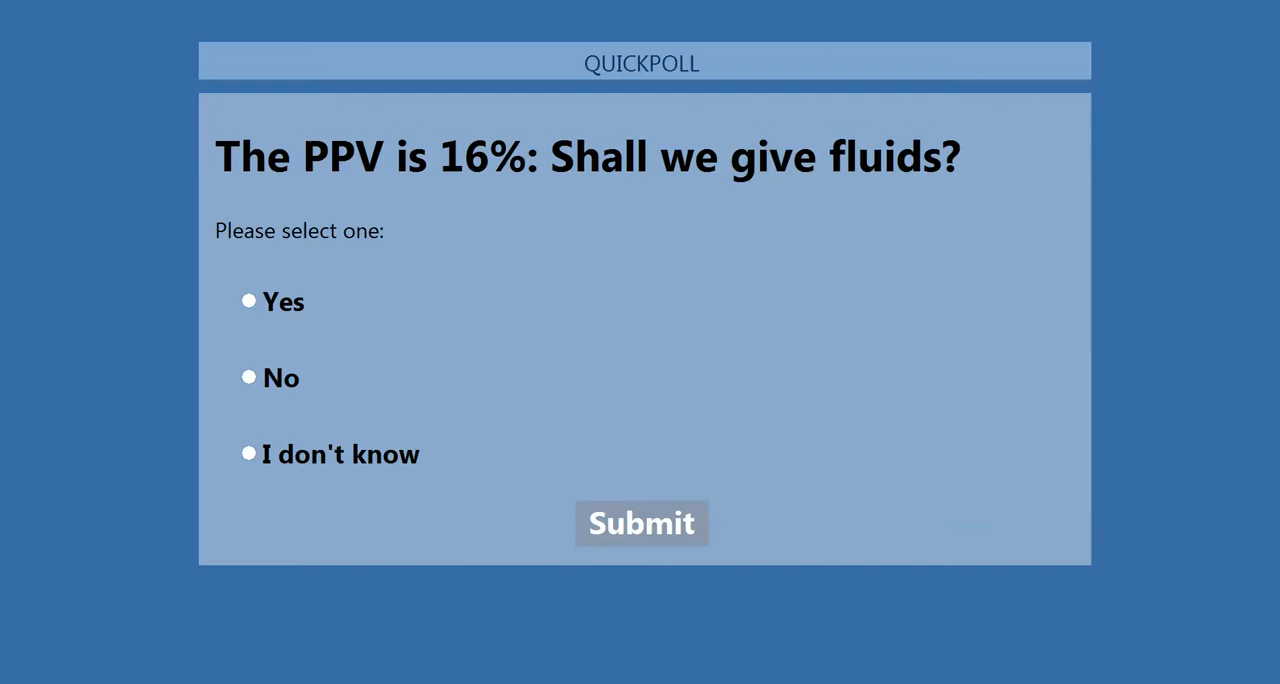 QUICKPOLL
The PPV is 16%: Shall we give fluids?
Please select one:
Yes
No
I don't know
Submit